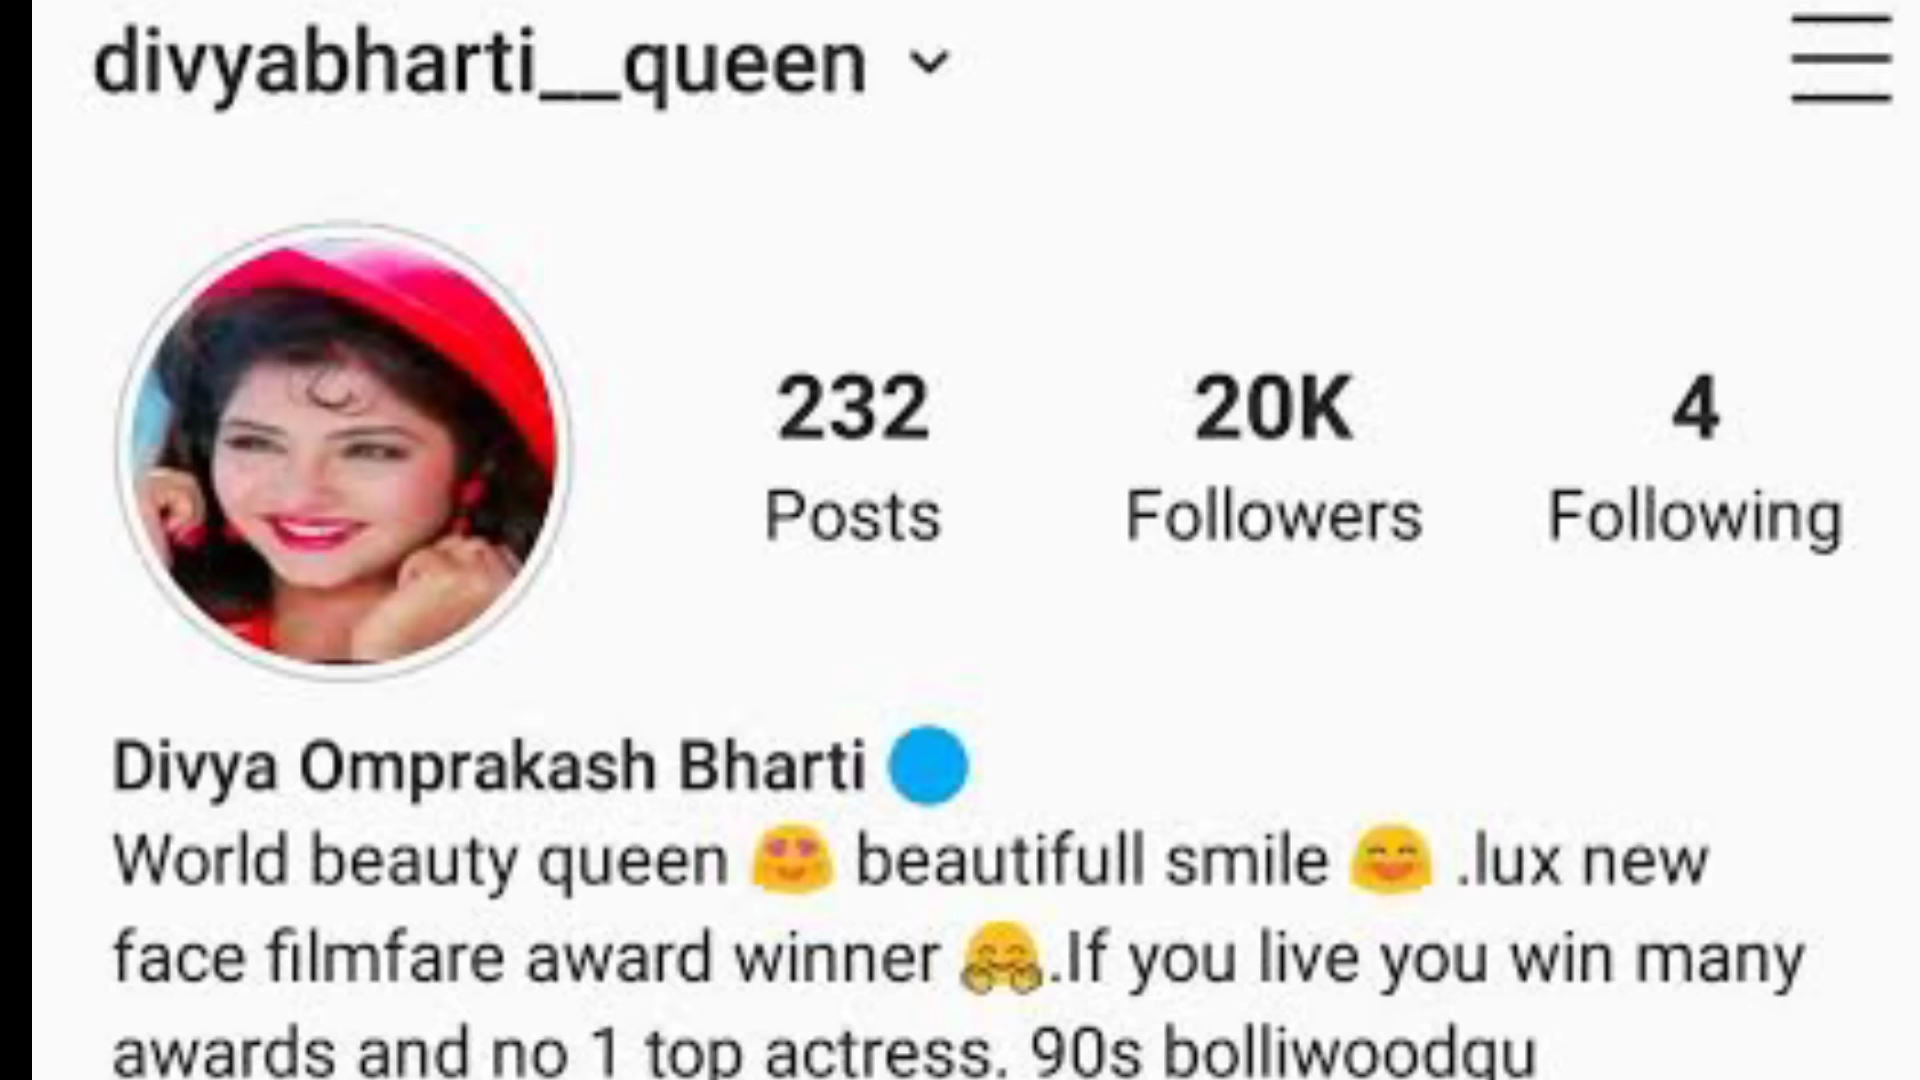 divyabharti__queen
232 20K 4
Posts Followers Following
Divya Omprakash Bharti
World beauty queen 😍 beautifull smile 😄 .lux new
face filmfare award winner 🤗.If you live you win many
awards and no 1 top actress. 90s bolliwoodqu